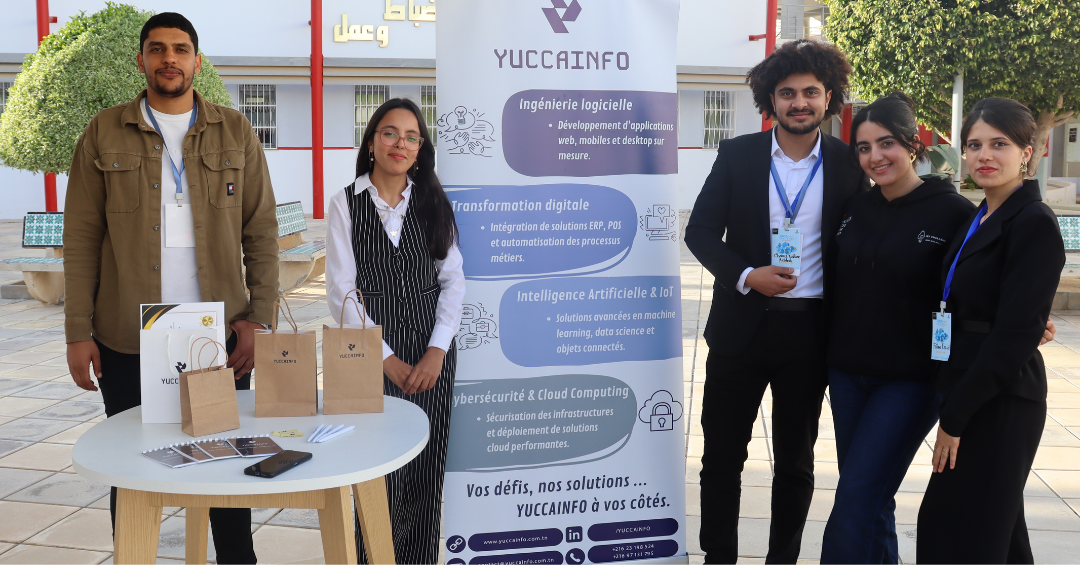 ضباط
وعمل
YUCCAINFO
Ingénierie logicielle
• Développement d'applications
web, mobiles et desktop sur
mesure.
Transformation digitale
• Intégration de solutions ERP, POS
et automatisation des processus
métiers.
Intelligence Artificielle & IoT
• Solutions avancées en machine
learning, data science et
objets connectés.
ybersécurité & Cloud Computing
• Sécurisation des infrastructures
et déploiement de solutions
cloud performantes.
Vos défis, nos solutions ...
YUCCAINFO à vos côtés.
www.yuccainfo.com.tn
in
/YUCCAINFO
YUCC
YUCCAINFO
YUCCAINFO